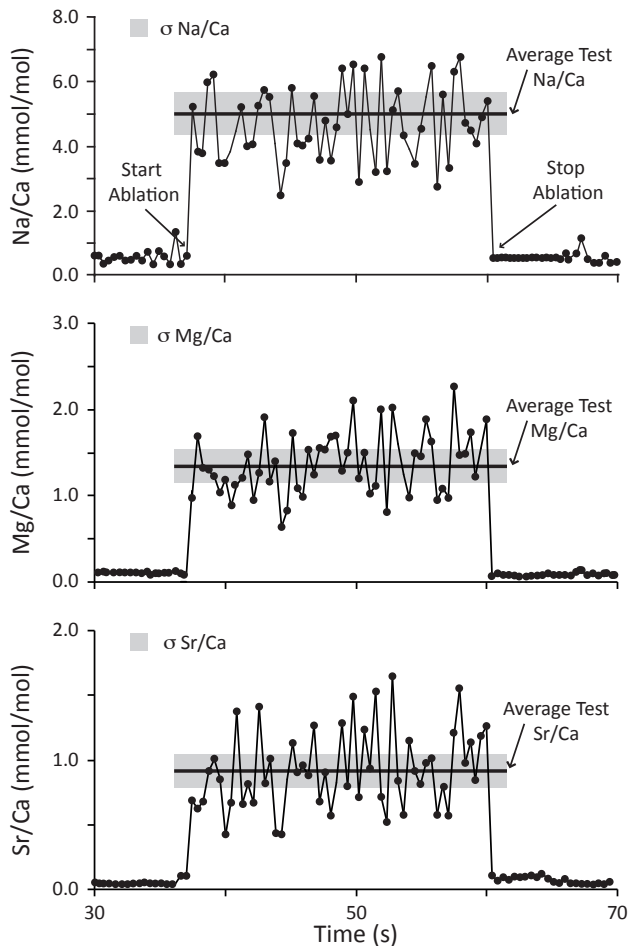 8.0
σ Na/Ca
Average Test
Na/Ca
6.0
Na/Ca (mmol/mol)
4.0
Start
Ablation
Stop
Ablation
2.0
0.0
3.0
σ Mg/Ca
Average Test
Mg/Ca
2.0
Mg/Ca (mmol/mol)
1.0
0.0
2.0
σ Sr/Ca
Average Test
Sr/Ca
Sr/Ca (mmol/mol)
1.0
0.0
30
50
70
Time (s)